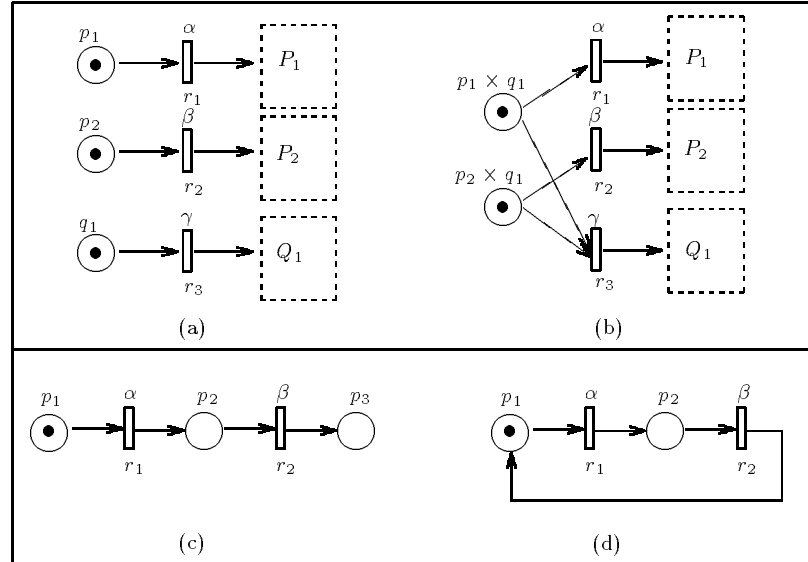 p₁ α P₁
r₁
p₂ β P₂
r₂
q₁ γ Q₁
r₃
(a)
α P₁
p₁ × q₁ r₁
β P₂
p₂ × q₁ r₂
γ Q₁
r₃
(b)
p₁ α p₂ β p₃
r₁ r₂
(c)
p₁ α p₂ β
r₁ r₂
(d)